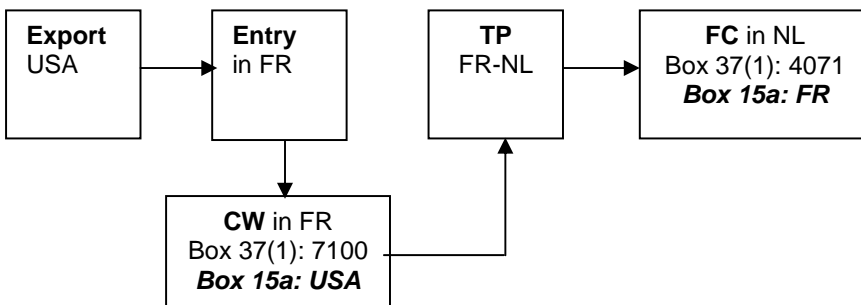 Export
USA
Entry
in FR
CW in FR
Box 37(1): 7100
Box 15a: USA
TP
FR-NL
FC in NL
Box 37(1): 4071
Box 15a: FR